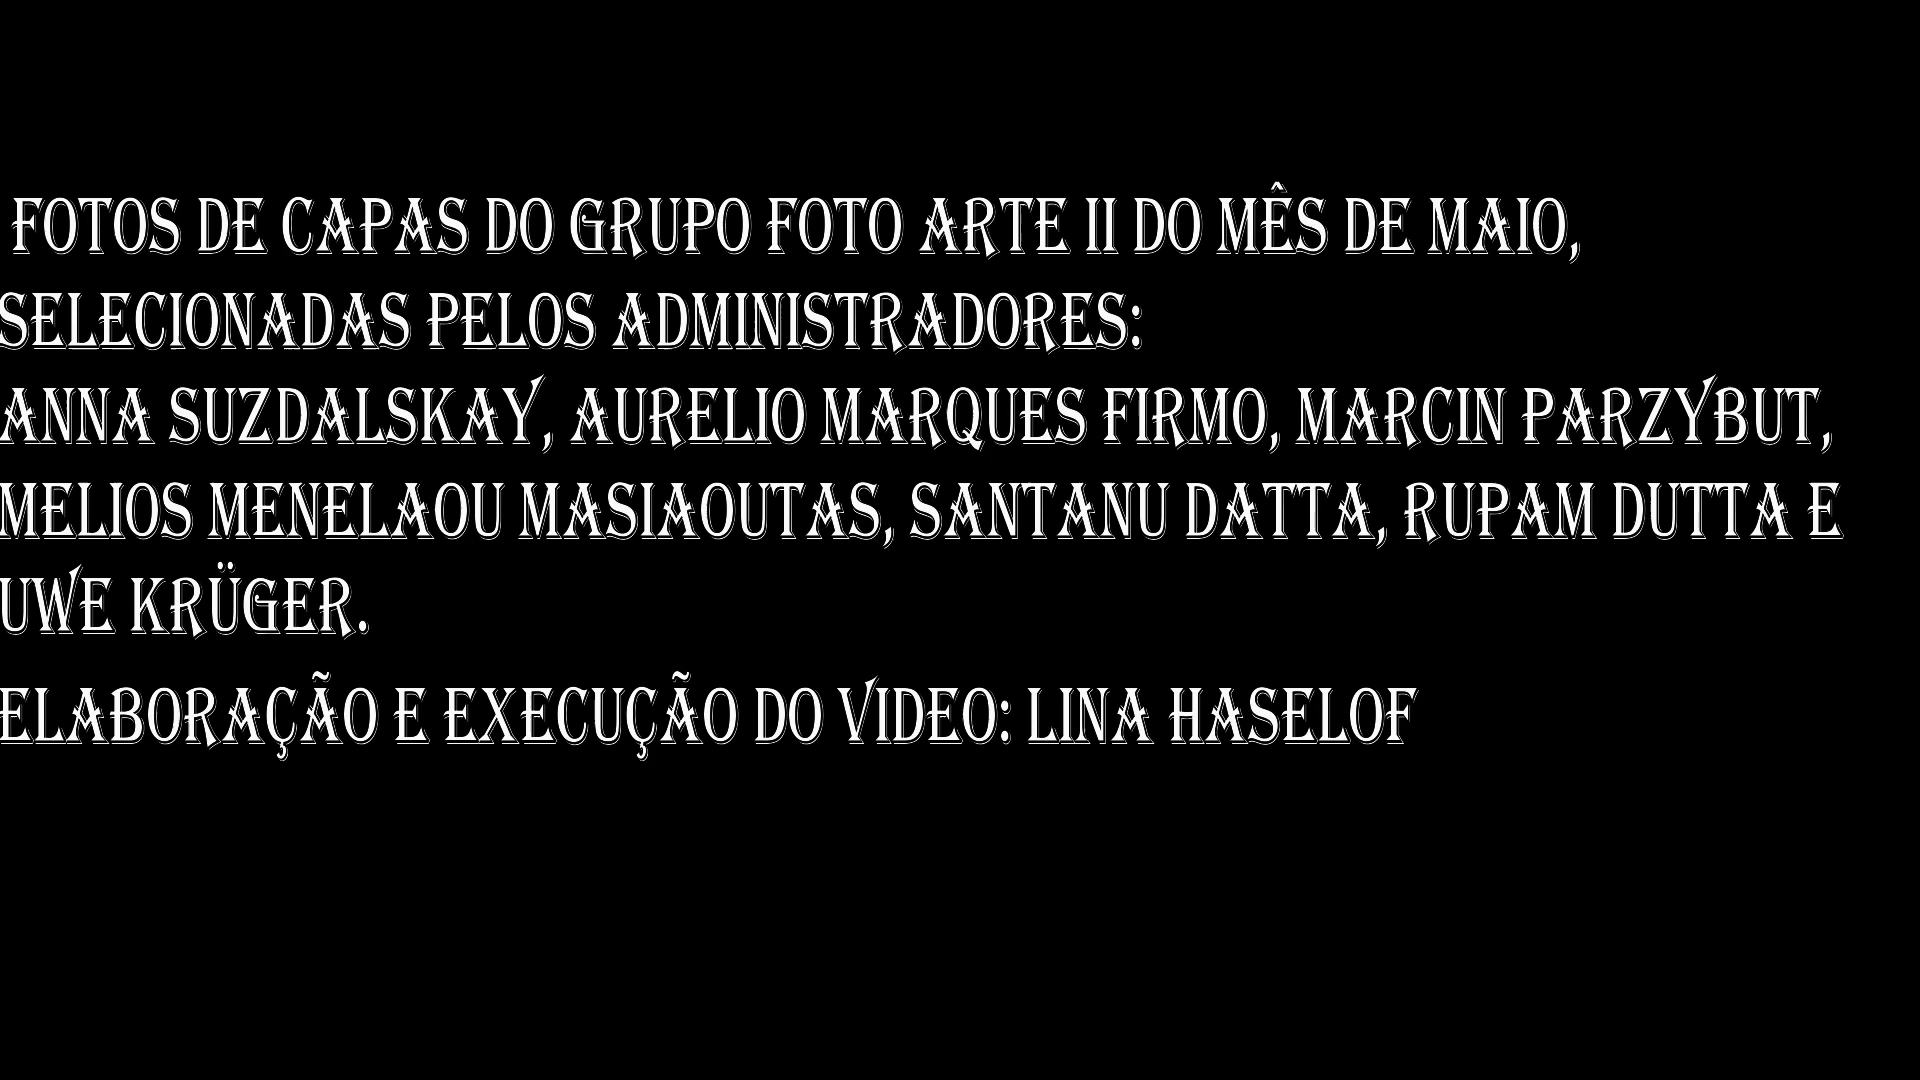 FOTOS DE CAPAS DO GRUPO FOTO ARTE II DO MÊS DE MAIO,
SELECIONADAS PELOS ADMINISTRADORES:
ANNA SUZDALSKAY, AURELIO MARQUES FIRMO, MARCIN PARZYBUT,
MELIOS MENELAOU MASIAOUTAS, SANTANU DATTA, RUPAM DUTTA E
UWE KRÜGER.
ELABORAÇÃO E EXECUÇÃO DO VIDEO: LINA HASELOF